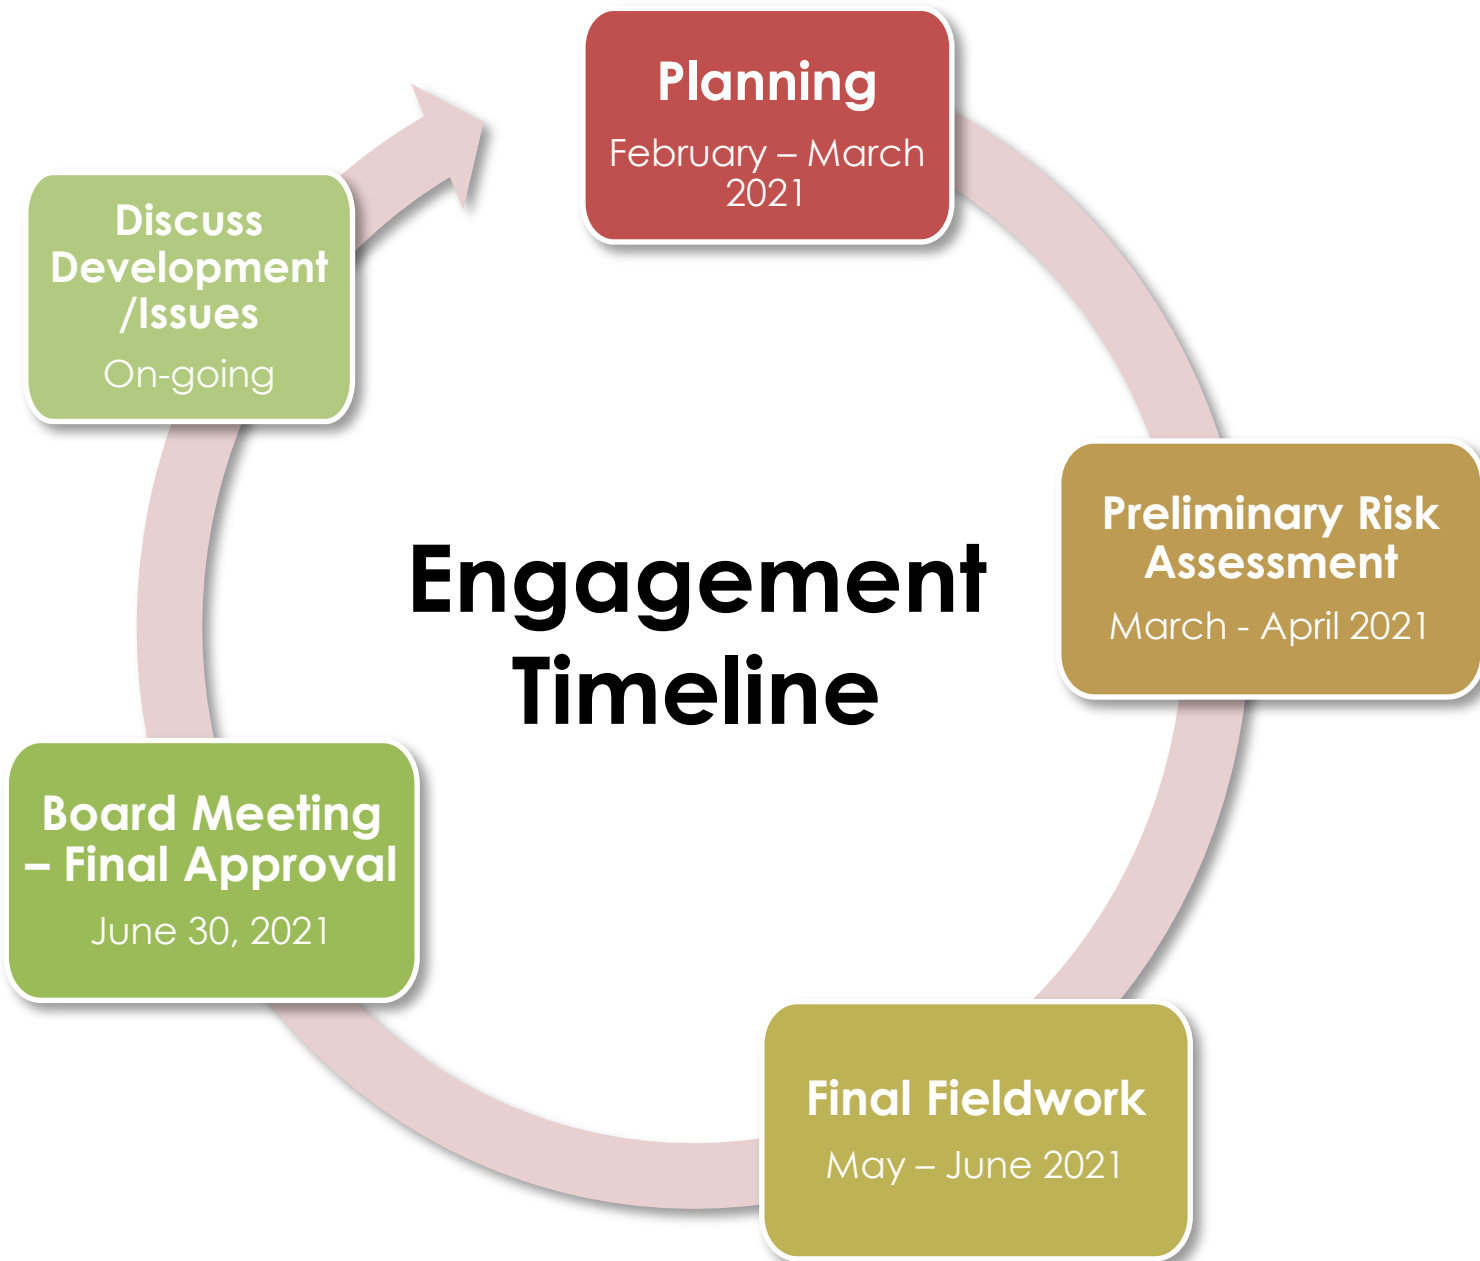 Planning
February – March
2021
Preliminary Risk
Assessment
March - April 2021
Final Fieldwork
May – June 2021
Board Meeting
– Final Approval
June 30, 2021
Discuss
Development
/Issues
On-going
Engagement
Timeline